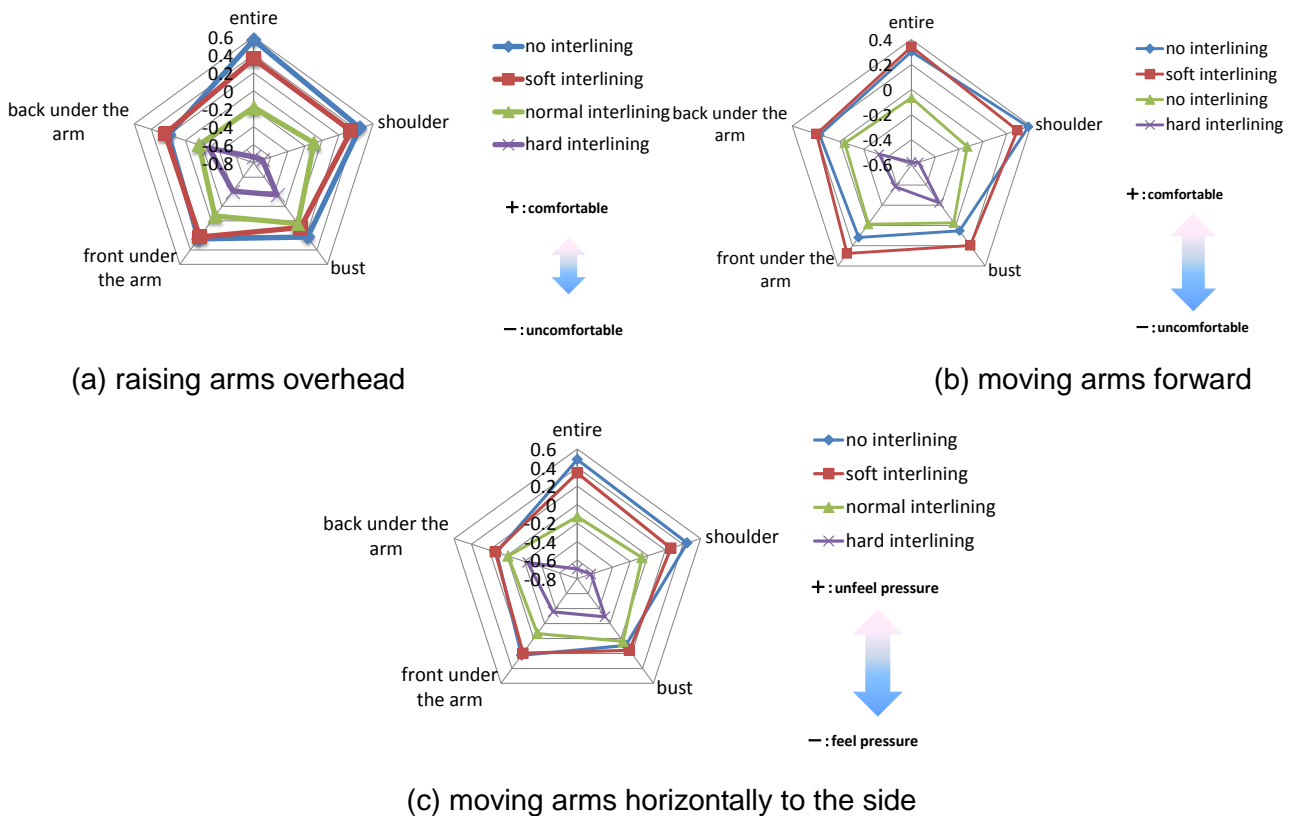 entire
0.6
0.4
0.2
0
-0.2
-0.4
-0.6
-0.8
back under the
arm
shoulder
front under
the arm
bust
no interlining
soft interlining
normal interlining
hard interlining
+:comfortable
−:uncomfortable
(a) raising arms overhead
entire
0.4
0.2
0
-0.2
-0.4
-0.6
back under the
arm
shoulder
front under the
arm
bust
no interlining
soft interlining
no interlining
hard interlining
+:comfortable
−:uncomfortable
(b) moving arms forward
entire
0.6
0.4
0.2
0
-0.2
-0.4
-0.6
-0.8
back under the
arm
shoulder
front under
the arm
bust
no interlining
soft interlining
normal interlining
hard interlining
+:unfeel pressure
−:feel pressure
(c) moving arms horizontally to the side